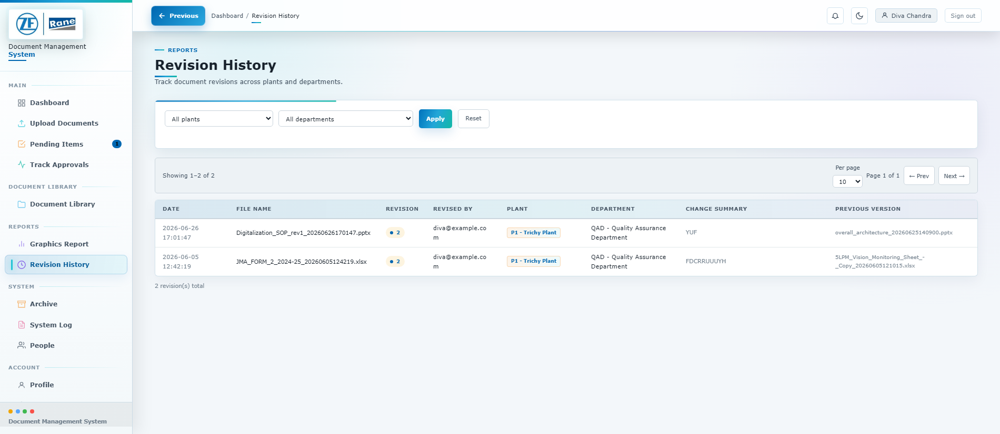 ZF
Rane
Document Management
System
MAIN
Dashboard
Upload Documents
Pending Items
1
Track Approvals
DOCUMENT LIBRARY
Document Library
REPORTS
Graphics Report
Revision History
SYSTEM
Archive
System Log
People
ACCOUNT
Profile
Document Management System
← Previous
Dashboard / Revision History
Diva Chandra
Sign out
REPORTS
Revision History
Track document revisions across plants and departments.
All plants
All departments
Apply
Reset
Showing 1–2 of 2
Per page
10
Page 1 of 1
← Prev
Next →
DATE FILE NAME REVISION REVISED BY PLANT DEPARTMENT CHANGE SUMMARY PREVIOUS VERSION
2026-06-26
17:01:47
Digitalization_SOP_rev1_20260626170147.pptx
2
diva@example.co
m
P1 - Trichy Plant
QAD - Quality Assurance
Department
YUF
overall_architecture_20260625140900.pptx
2026-06-05
12:42:19
JMA_FORM_2_2024-25_20260605124219.xlsx
2
diva@example.co
m
P1 - Trichy Plant
QAD - Quality Assurance
Department
FDCRRUUUYH
5LPM_Vision_Monitoring_Sheet_-
_Copy_20260605121015.xlsx
2 revision(s) total